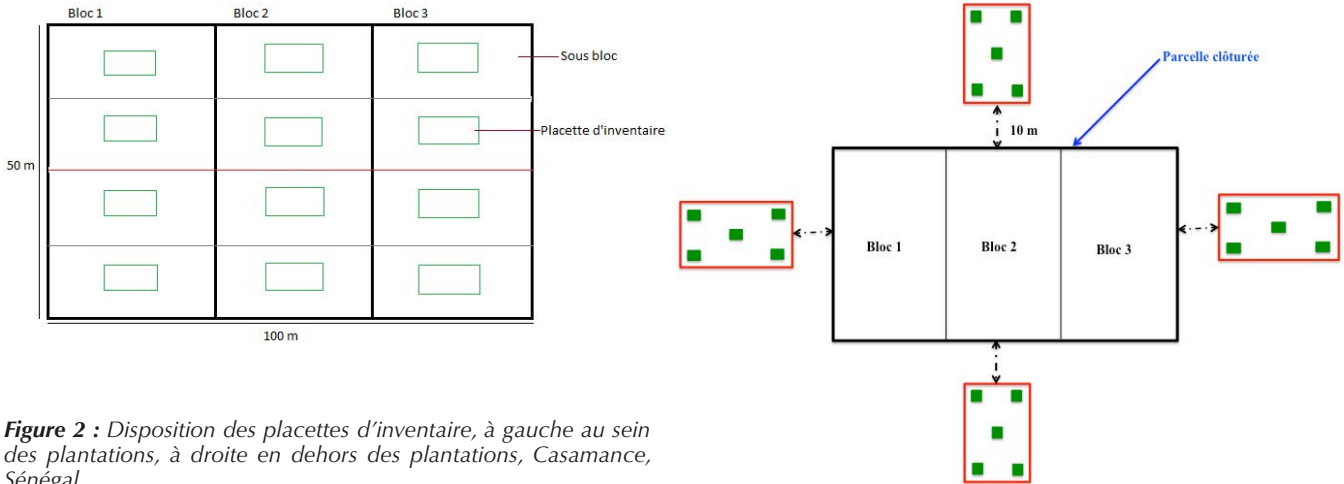 Bloc 1
Bloc 2
Bloc 3
Sous bloc
Placette d'inventaire
50 m
100 m
Parcelle clôturée
10 m
Bloc 1
Bloc 2
Bloc 3
Figure 2 : Disposition des placettes d'inventaire, à gauche au sein
des plantations, à droite en dehors des plantations, Casamance,
Sénégal